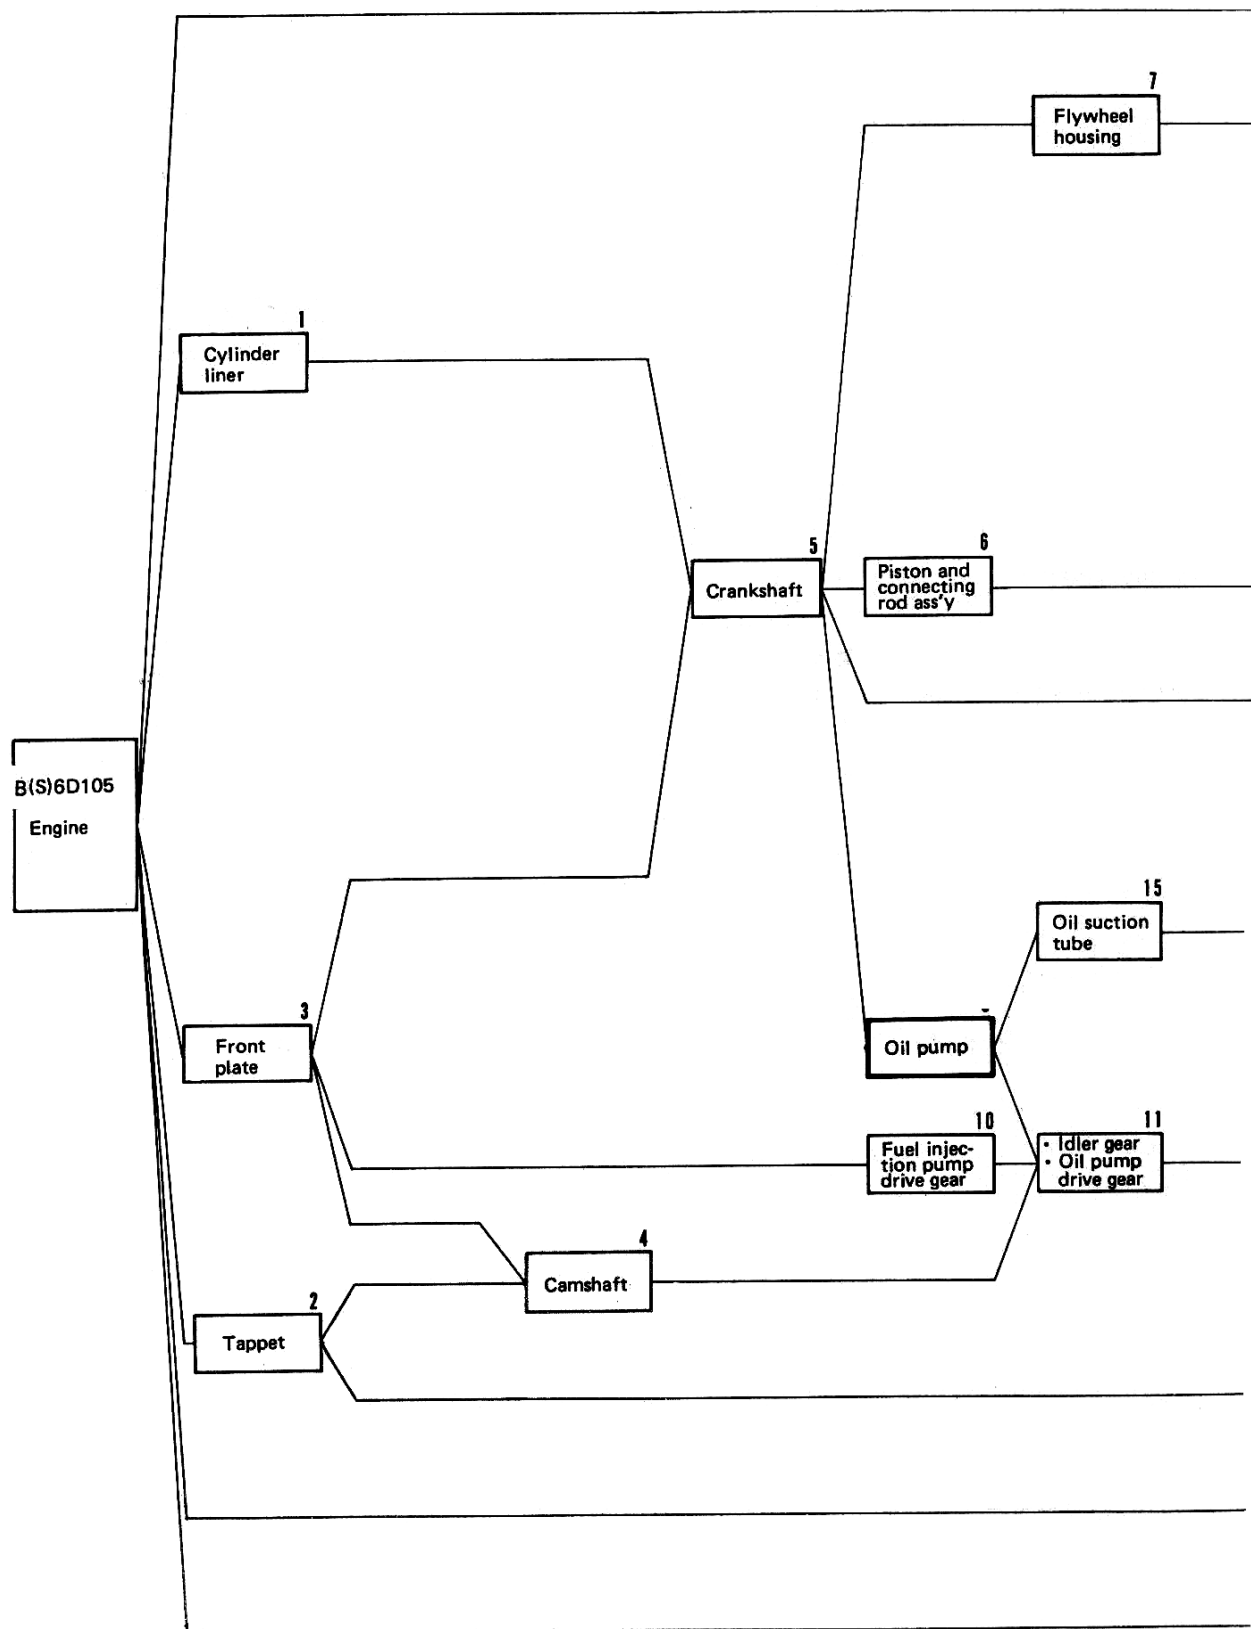 7
Flywheel
housing
1
Cylinder
liner
5
Crankshaft
6
Piston and
connecting
rod ass'y
B(S)6D105
Engine
15
Oil suction
tube
3
Front
plate
Oil pump
10
Fuel injec-
tion pump
drive gear
11
• Idler gear
• Oil pump
drive gear
4
Camshaft
2
Tappet